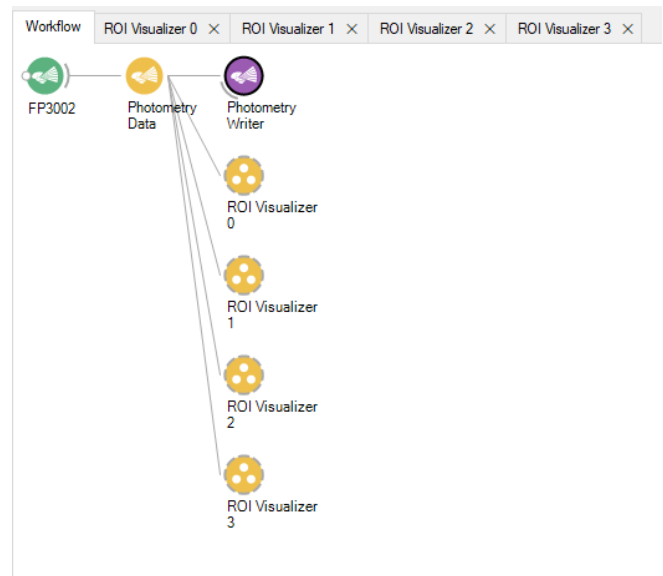 Workflow ROI Visualizer 0 × ROI Visualizer 1 × ROI Visualizer 2 × ROI Visualizer 3 ×
FP3002
Photometry
Data
Photometry
Writer
ROI Visualizer
0
ROI Visualizer
1
ROI Visualizer
2
ROI Visualizer
3